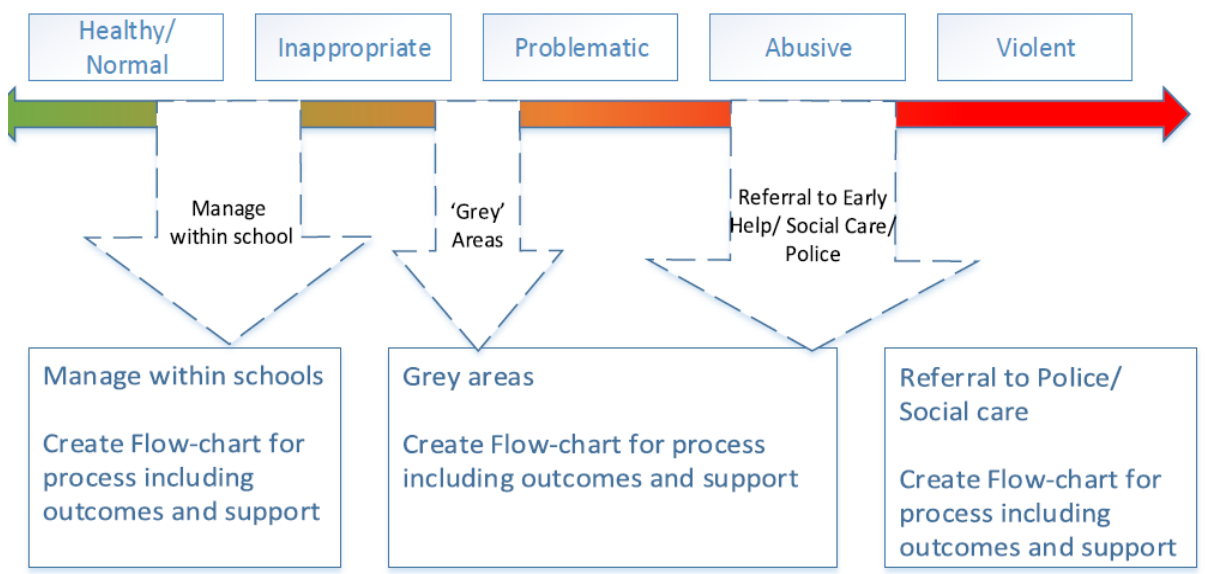 Healthy/
Normal
Inappropriate
Problematic
Abusive
Violent
Manage
within school
‘Grey’
Areas
Referral to Early
Help/ Social Care/
Police
Manage within schools
Create Flow-chart for
process including
outcomes and support
Grey areas
Create Flow-chart for process
including outcomes and support
Referral to Police/
Social care
Create Flow-chart for
process including
outcomes and support